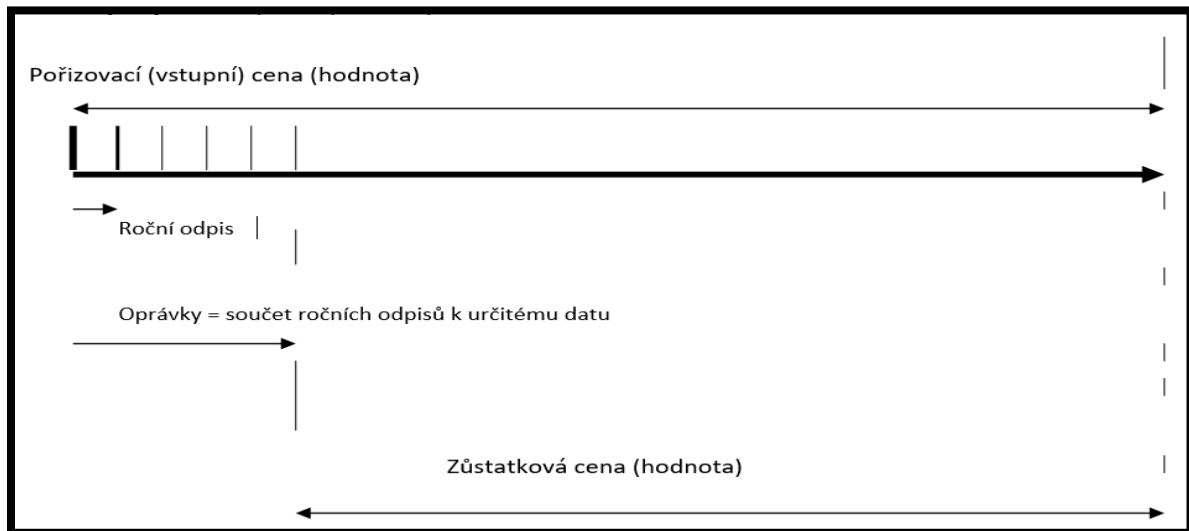 Pořizovací (vstupní) cena (hodnota)
Roční odpis
Oprávky = součet ročních odpisů k určitému datu
Zůstatková cena (hodnota)